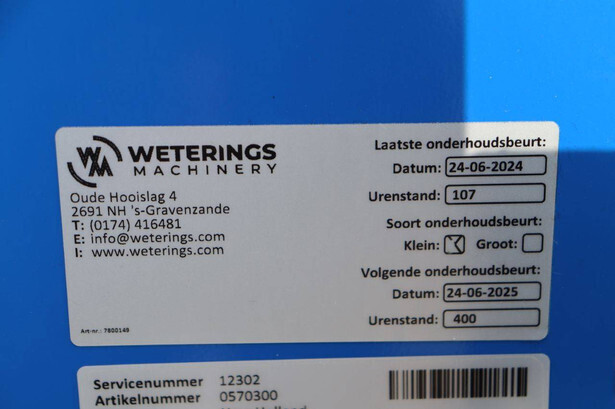 WM WETERINGS
MACHINERY
Oude Hooislag 4
2691 NH 's-Gravenzande
T: (0174) 416481
E: info@weterings.com
I: www.weterings.com
Art-nr.: 7800149
Laatste onderhoudsbeurt:
Datum: 24-06-2024
Urenstand: 107
Soort onderhoudsbeurt:
Klein: Groot:
Volgende onderhoudsbeurt:
Datum: 24-06-2025
Urenstand: 400
Servicenummer 12302
Artikelnummer 0570300